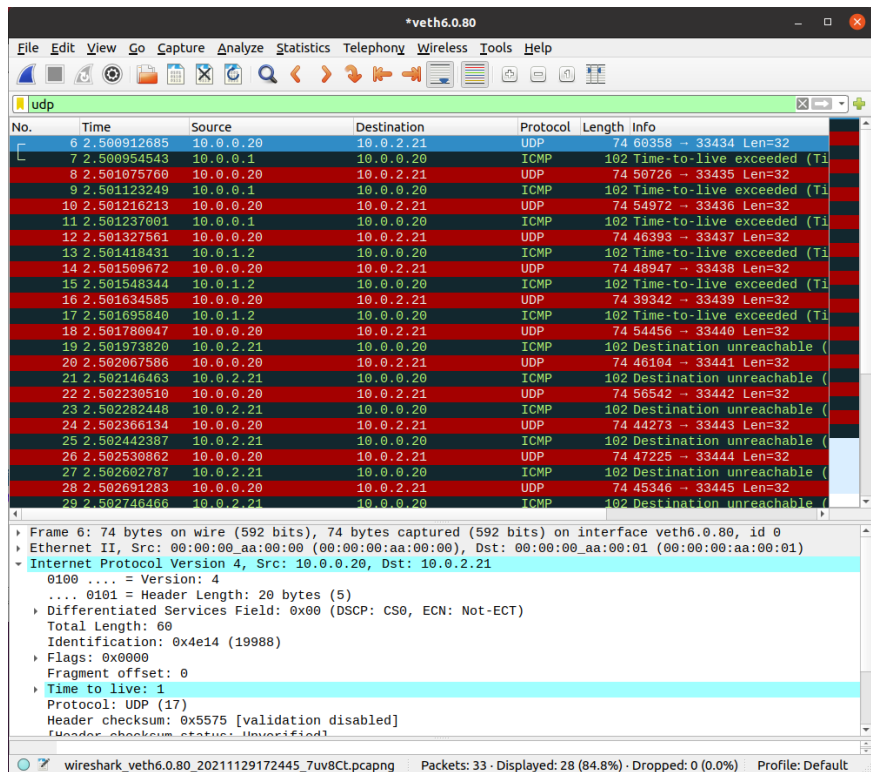 *veth6.0.80
File Edit View Go Capture Analyze Statistics Telephony Wireless Tools Help
udp
No. Time Source Destination Protocol Length Info
6 2.500912685 10.0.0.20 10.0.2.21 UDP 74 60358 → 33434 Len=32
7 2.500954543 10.0.0.1 10.0.0.20 ICMP 102 Time-to-live exceeded (Ti
8 2.501075760 10.0.0.20 10.0.2.21 UDP 74 50726 → 33435 Len=32
9 2.501123249 10.0.0.1 10.0.0.20 ICMP 102 Time-to-live exceeded (Ti
10 2.501216213 10.0.0.20 10.0.2.21 UDP 74 54972 → 33436 Len=32
11 2.501237001 10.0.0.1 10.0.0.20 ICMP 102 Time-to-live exceeded (Ti
12 2.501327561 10.0.0.20 10.0.2.21 UDP 74 46393 → 33437 Len=32
13 2.501418431 10.0.1.2 10.0.0.20 ICMP 102 Time-to-live exceeded (Ti
14 2.501509672 10.0.0.20 10.0.2.21 UDP 74 48947 → 33438 Len=32
15 2.501548344 10.0.1.2 10.0.0.20 ICMP 102 Time-to-live exceeded (Ti
16 2.501634585 10.0.0.20 10.0.2.21 UDP 74 39342 → 33439 Len=32
17 2.501695840 10.0.1.2 10.0.0.20 ICMP 102 Time-to-live exceeded (Ti
18 2.501780047 10.0.0.20 10.0.2.21 UDP 74 54456 → 33440 Len=32
19 2.501973820 10.0.2.21 10.0.0.20 ICMP 102 Destination unreachable (
20 2.502067586 10.0.0.20 10.0.2.21 UDP 74 46104 → 33441 Len=32
21 2.502146463 10.0.2.21 10.0.0.20 ICMP 102 Destination unreachable (
22 2.502230510 10.0.0.20 10.0.2.21 UDP 74 56542 → 33442 Len=32
23 2.502282448 10.0.2.21 10.0.0.20 ICMP 102 Destination unreachable (
24 2.502366134 10.0.0.20 10.0.2.21 UDP 74 44273 → 33443 Len=32
25 2.502442387 10.0.2.21 10.0.0.20 ICMP 102 Destination unreachable (
26 2.502530862 10.0.0.20 10.0.2.21 UDP 74 47225 → 33444 Len=32
27 2.502602787 10.0.2.21 10.0.0.20 ICMP 102 Destination unreachable (
28 2.502691283 10.0.0.20 10.0.2.21 UDP 74 45346 → 33445 Len=32
29 2.502746466 10.0.2.21 10.0.0.20 ICMP 102 Destination unreachable (
Frame 6: 74 bytes on wire (592 bits), 74 bytes captured (592 bits) on interface veth6.0.80, id 0
Ethernet II, Src: 00:00:00_aa:00:00 (00:00:00:aa:00:00), Dst: 00:00:00_aa:00:01 (00:00:00:aa:00:01)
Internet Protocol Version 4, Src: 10.0.0.20, Dst: 10.0.2.21
0100 .... = Version: 4
.... 0101 = Header Length: 20 bytes (5)
Differentiated Services Field: 0x00 (DSCP: CS0, ECN: Not-ECT)
Total Length: 60
Identification: 0x4e14 (19988)
Flags: 0x0000
Fragment offset: 0
Time to live: 1
Protocol: UDP (17)
Header checksum: 0x5575 [validation disabled]
[Header checksum status: Unverified]
wireshark_veth6.0.80_20211129172445_7uv8Ct.pcapng Packets: 33 · Displayed: 28 (84.8%) · Dropped: 0 (0.0%) Profile: Default